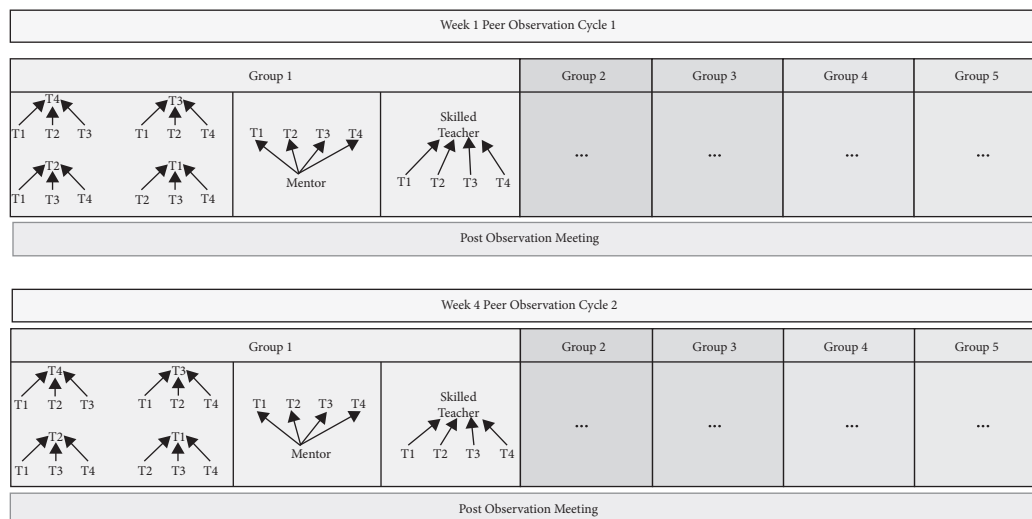 Week 1 Peer Observation Cycle 1
Group 1 Group 2 Group 3 Group 4 Group 5
T4 T3
T1 T2 T3 T1 T2 T4
T2 T1
T1 T3 T4 T2 T3 T4
T1 T2 T3 T4
Mentor
Skilled
Teacher
T1 T2 T3 T4
... ... ... ...
Post Observation Meeting
Week 4 Peer Observation Cycle 2
Group 1 Group 2 Group 3 Group 4 Group 5
T4 T3
T1 T2 T3 T1 T2 T4
T2 T1
T1 T3 T4 T2 T3 T4
T1 T2 T3 T4
Mentor
Skilled
Teacher
T1 T2 T3 T4
... ... ... ...
Post Observation Meeting